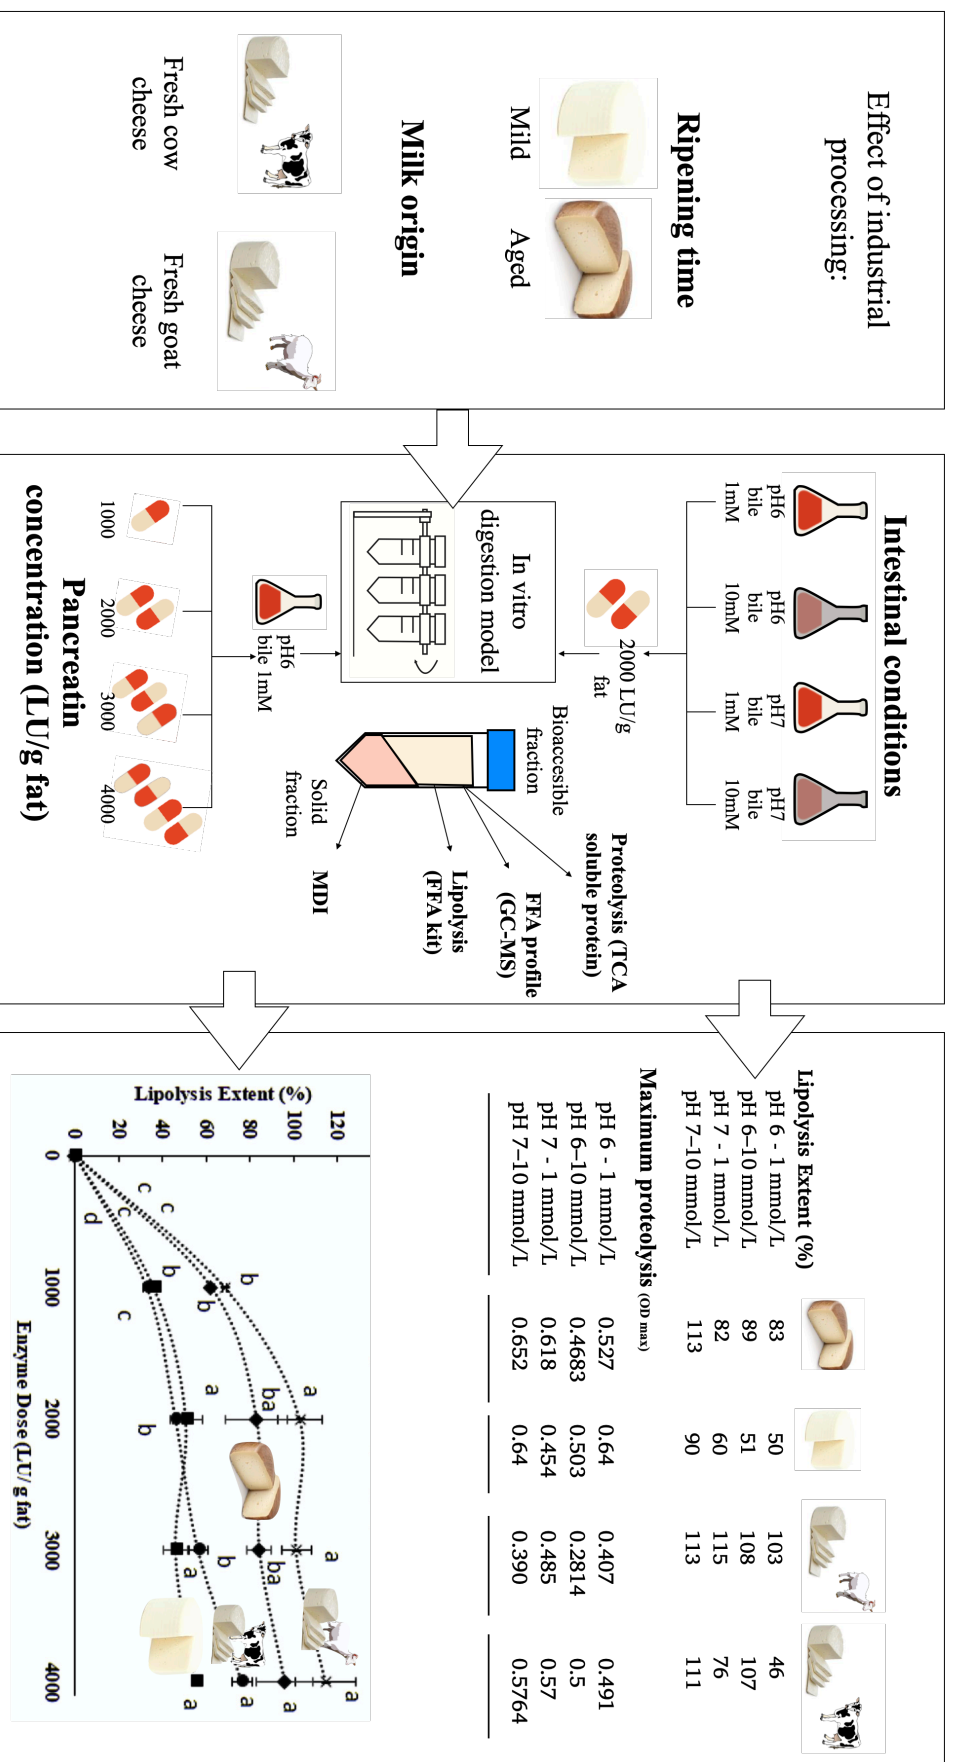 Effect of industrial
processing:
Ripening time
Mild
Aged
Milk origin
Fresh cow
cheese
Fresh goat
cheese
Intestinal conditions
pH6
bile
1mM
pH6
bile
10mM
pH7
bile
1mM
pH7
bile
10mM
2000 LU/g
fat
In vitro
digestion model
pH6
bile 1mM
1000
2000
3000
4000
Pancreatin
concentration (LU/g fat)
Bioaccessible
fraction
Solid
fraction
Proteolysis (TCA
soluble protein)
FFA profile
(GC-MS)
Lipolysis
(FFA kit)
MDI
Lipolysis Extent (%)
pH 6 - 1 mmol/L 83 50 103 46
pH 6–10 mmol/L 89 51 108 107
pH 7 - 1 mmol/L 82 60 115 76
pH 7–10 mmol/L 113 90 113 111
Maximum proteolysis (OD max)
pH 6 - 1 mmol/L 0.527 0.64 0.407 0.491
pH 6–10 mmol/L 0.4683 0.503 0.2814 0.5
pH 7 - 1 mmol/L 0.618 0.454 0.485 0.57
pH 7–10 mmol/L 0.652 0.64 0.390 0.5764
Lipolysis Extent (%)
120
100
80
60
40
20
0
c
c
c
d
b
b
b
c
a
ba
a
b
a
ba
b
a
a
a
a
a
0
1000
2000
3000
4000
Enzyme Dose (LU/ g fat)